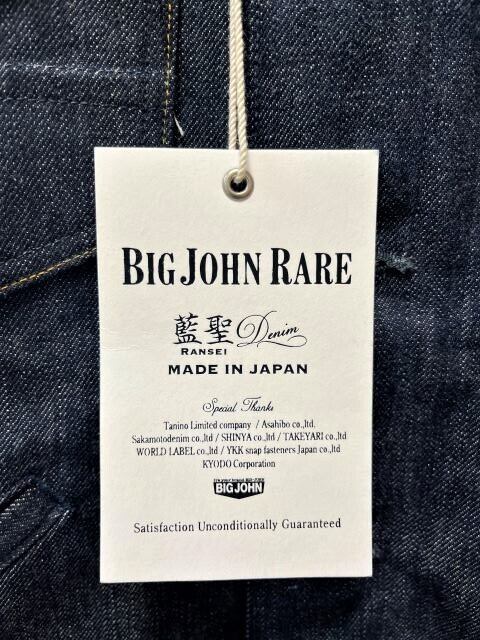 BIG JOHN RARE
藍聖 Denim
RANSEI
MADE IN JAPAN
Special Thanks
Tanino Limited company / Asahibo co.,ltd.
Sakamotodenim co.,ltd / SHINYA co.,ltd / TAKEYARI co.,ltd
WORLD LABEL co.,ltd / YKK snap fasteners Japan co.,ltd
KYODO Corporation
BIG JOHN
Satisfaction Unconditionally Guaranteed